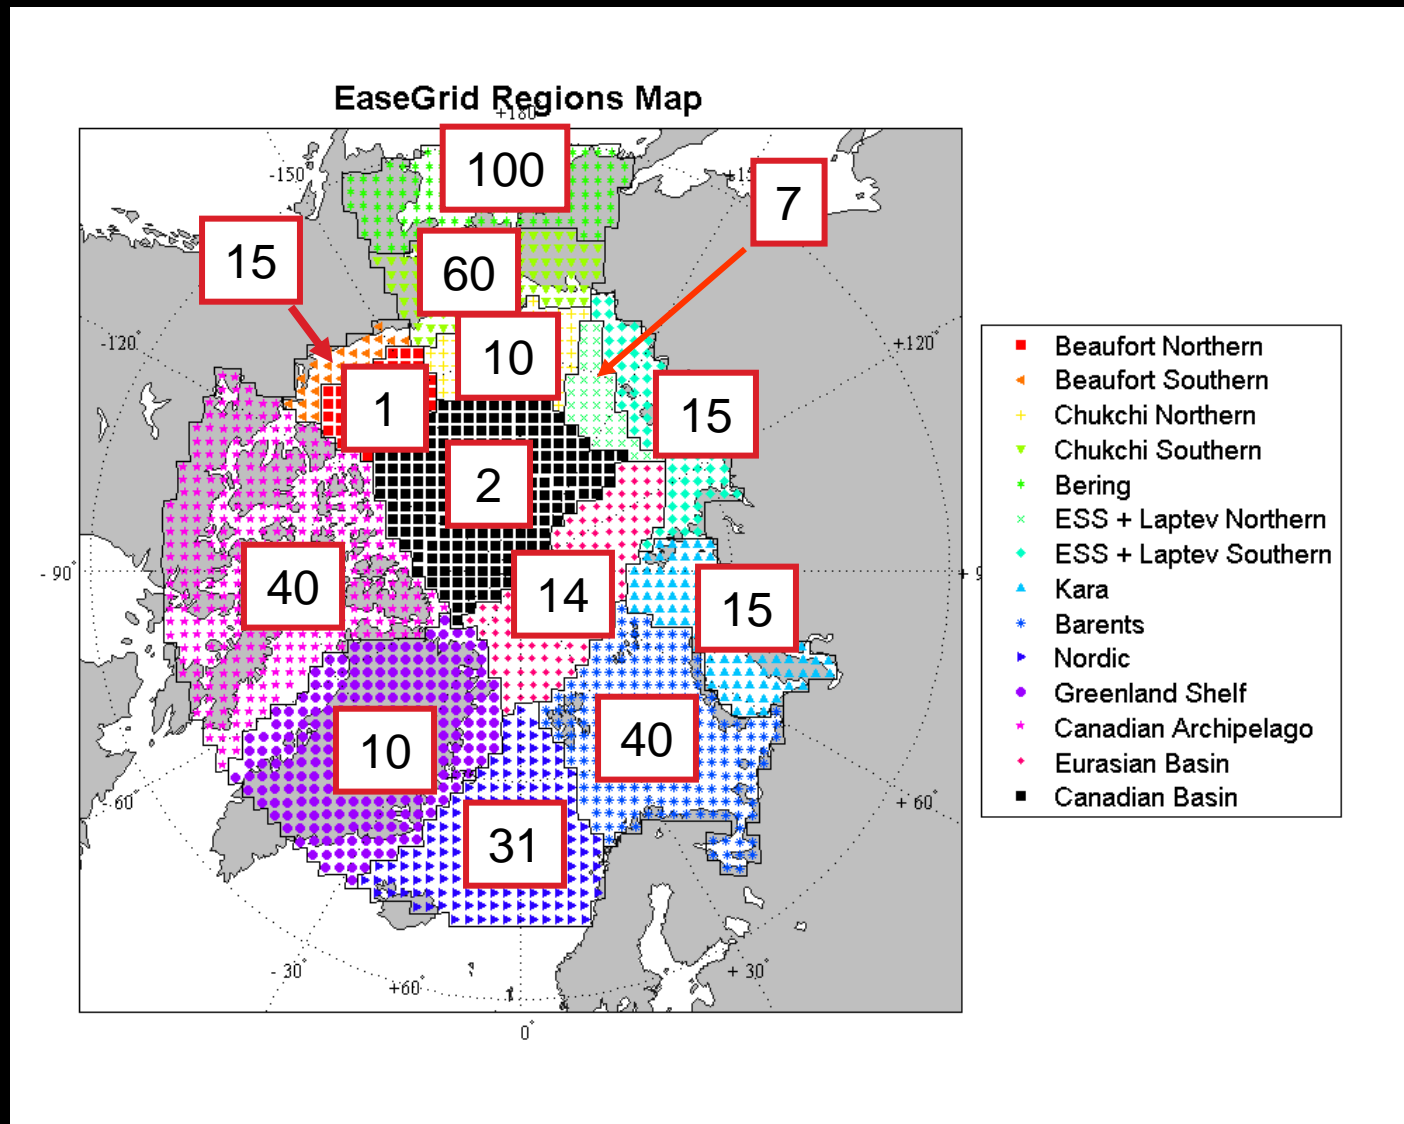 EaseGrid Regions Map
+180°
100
-150°
7
15
60
-120°
10
+120°
1
15
2
- 90°
40
14
15
10
40
- 60°
+ 60°
31
- 30°
+60°
+ 30°
0°
Beaufort Northern
Beaufort Southern
Chukchi Northern
Chukchi Southern
Bering
ESS + Laptev Northern
ESS + Laptev Southern
Kara
Barents
Nordic
Greenland Shelf
Canadian Archipelago
Eurasian Basin
Canadian Basin